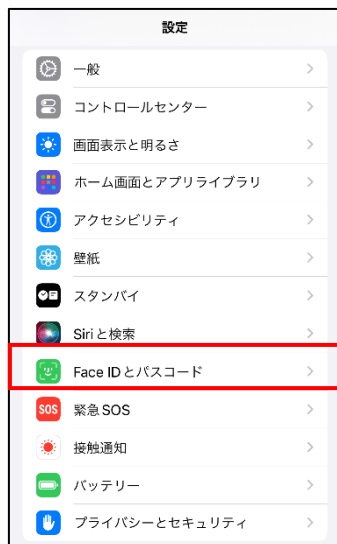 設定
一般
コントロールセンター
画面表示と明るさ
ホーム画面とアプリライブラリ
アクセシビリティ
壁紙
スタンバイ
Siriと検索
Face IDとパスコード
SOS 緊急SOS
接触通知
バッテリー
プライバシーとセキュリティ